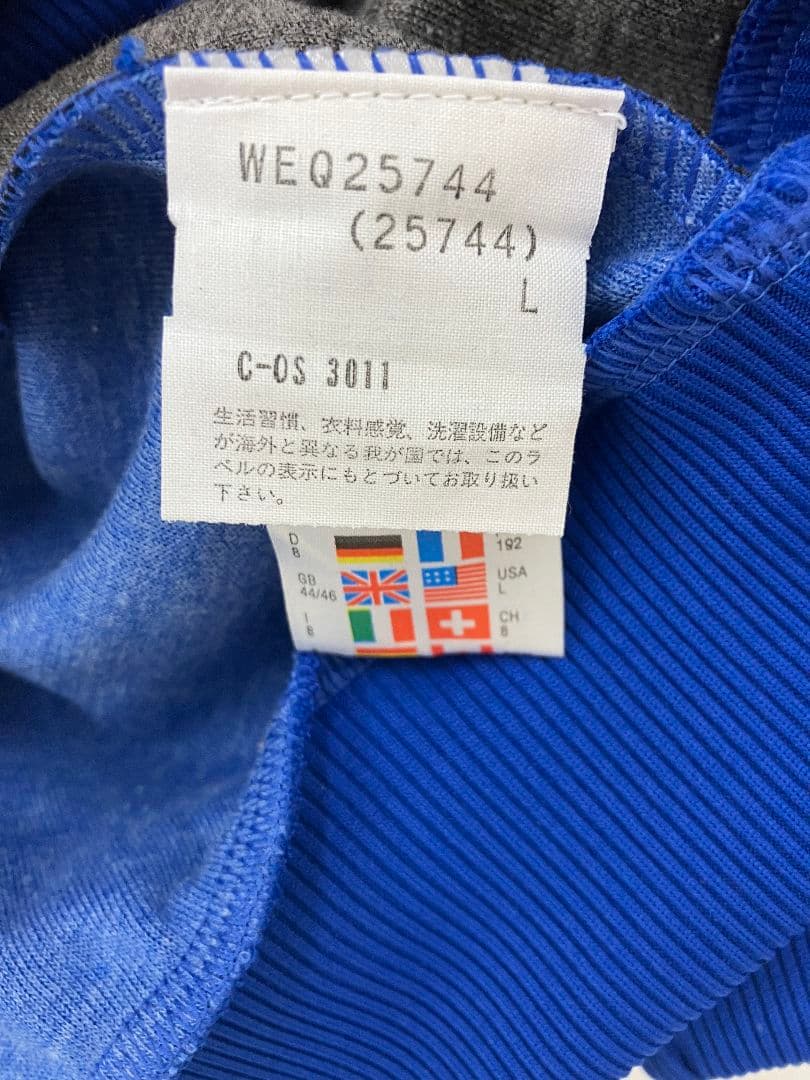 WEQ25744
(25744)
L
C-OS 3011
生活習慣、衣料感覚、洗濯設備など
が海外と異なる我が国では、このラ
ベルの表示にもとづいてお取り扱い
下さい。
D
8
192
GB
44/46
USA
L
I
8
CH
8